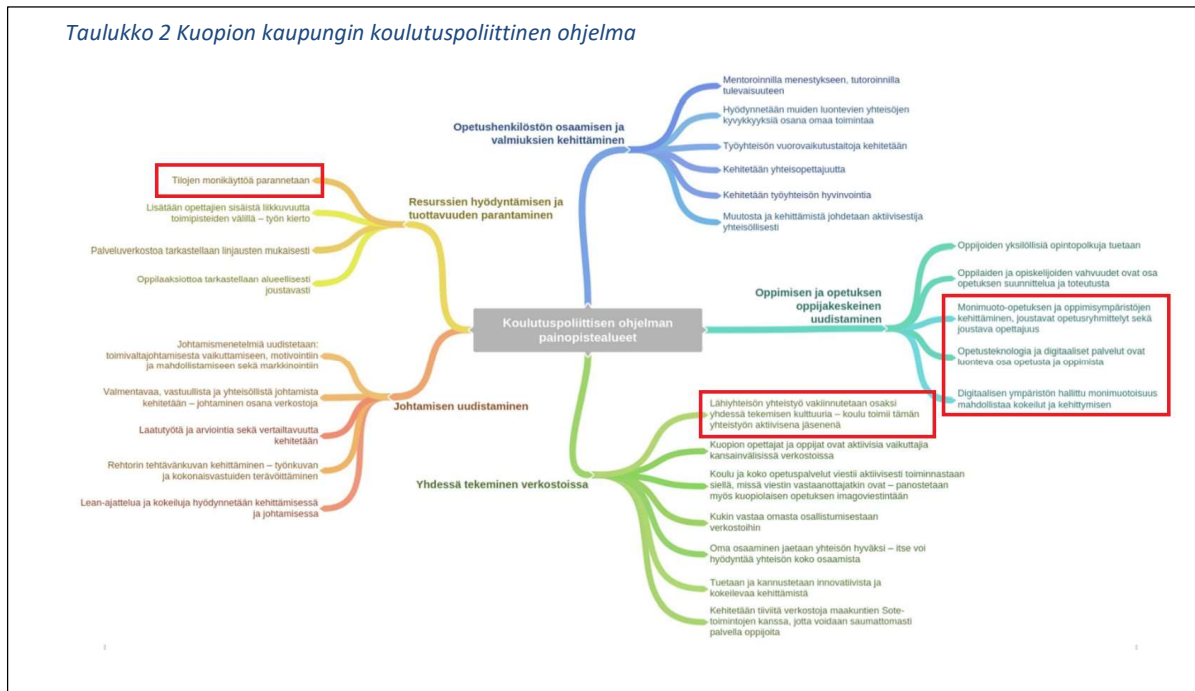 Taulukko 2 Kuopion kaupungin koulutuspoliittinen ohjelma
Mentoroinnilla menestykseen, tutoroinnilla
tulevaisuuteen
Hyödynnetään muiden luontevien yhteisöjen
kyvykkyyksiä osana omaa toimintaa
Opetushenkilöstön osaamisen ja
valmiuksien kehittäminen
Työyhteisön vuorovaikutustaitoja kehitetään
Kehitetään yhteisopettajuutta
Kehitetään työyhteisön hyvinvointia
Muutosta ja kehittämistä johdetaan aktiivisestija
yhteisöllisesti
Tilojen monikäyttöä parannetaan
Lisätään opettajien sisäistä liikkuvuutta
toimipisteiden välillä – työn kierto
Resurssien hyödyntämisen ja
tuottavuuden parantaminen
Palveluverkostoa tarkastellaan linjausten mukaisesti
Oppilaaksiottoa tarkastellaan alueellisesti
joustavasti
Oppijoiden yksilöllisiä opintopolkuja tuetaan
Oppilaiden ja opiskelijoiden vahvuudet ovat osa
opetuksen suunnittelua ja toteutusta
Oppimisen ja opetuksen
oppijakeskeinen
uudistaminen
Monimuoto-opetuksen ja oppimisympäristöjen
kehittäminen, joustavat opetusryhmittelyt sekä
joustava opettajuus
Opetusteknologia ja digitaaliset palvelut ovat
luonteva osa opetusta ja oppimista
Digitaalisen ympäristön hallittu monimuotoisuus
mahdollistaa kokeilut ja kehittymisen
Koulutuspoliittisen ohjelman
painopistealueet
Johtamismenetelmiä uudistetaan:
toimivaltajohtamisesta vaikuttamiseen, motivointiin
ja mahdollistamiseen sekä markkinointiin
Valmentavaa, vastuullista ja yhteisöllistä johtamista
kehitetään – johtaminen osana verkostoja
Johtamisen uudistaminen
Laatutyötä ja arviointia sekä vertailtavuutta
kehitetään
Rehtorin tehtävänkuvan kehittäminen – työnkuvan
ja kokonaisvastuiden terävöittäminen
Lean-ajattelua ja kokeiluja hyödynnetään kehittämisessä
ja johtamisessa
Lähiyhteisön yhteistyö vakiinnutetaan osaksi
yhdessä tekemisen kulttuuria – koulu toimii tämän
yhteistyön aktiivisena jäsenenä
Kuopion opettajat ja oppijat ovat aktiivisia vaikuttajia
kansainvälisissä verkostoissa
Yhdessä tekeminen verkostoissa
Koulu ja koko opetuspalvelut viestii aktiivisesti toiminnastaan
siellä, missä viestin vastaanottajatkin ovat – panostetaan
myös kuopiolaisen opetuksen imagoviestintään
Kukin vastaa omasta osallistumisestaan
verkostoihin
Oma osaaminen jaetaan yhteisön hyväksi – itse voi
hyödyntää yhteisön koko osaamista
Tuetaan ja kannustetaan innovatiivista ja
kokeilevaa kehittämistä
Kehitetään tiiviitä verkostoja maakuntien Sote-
toimintojen kanssa, jotta voidaan saumattomasti
palvella oppijoita